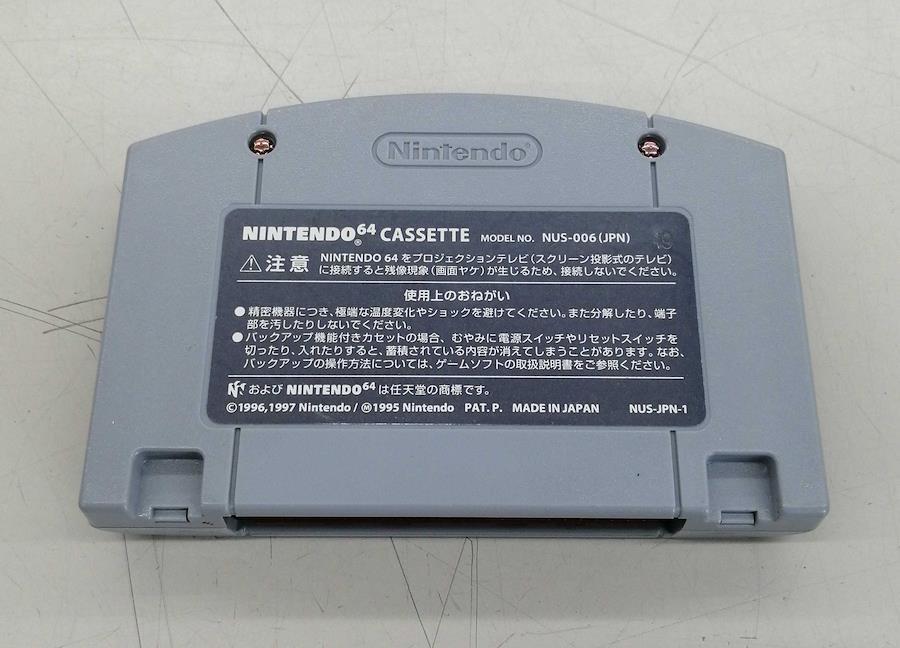 Nintendo®
NINTENDO64® CASSETTE MODEL NO. NUS-006(JPN)
注意 NINTENDO 64 をプロジェクションテレビ(スクリーン投影式のテレビ)
に接続すると残像現象(画面ヤケ)が生じるため、接続しないでください。
使用上のおねがい
●精密機器につき、極端な温度変化やショックを避けてください。また分解したり、端子
部を汚したりしないでください。
●バックアップ機能付きカセットの場合、むやみに電源スイッチやリセットスイッチを
切ったり、入れたりすると、蓄積されている内容が消えてしまうことがあります。なお、
バックアップの操作方法については、ゲームソフトの取扱説明書をご参照ください。
および NINTENDO64 は任天堂の商標です。
©1996,1997 Nintendo / Ⓜ1995 Nintendo PAT. P. MADE IN JAPAN NUS-JPN-1